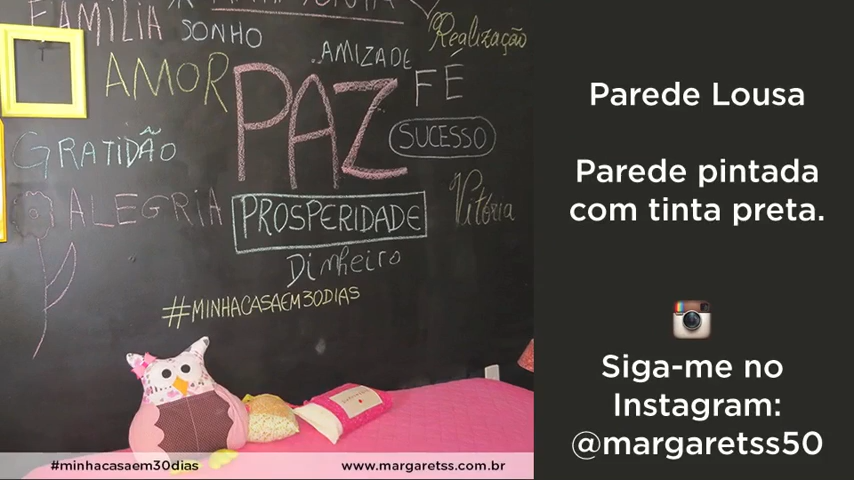 FAMÍLIA
SONHO
AMIZADE
Realização
AMOR
PAZ
FÉ
SUCESSO
GRATIDÃO
ALEGRIA
PROSPERIDADE
Vitória
Dinheiro
#MINHACASAEM30DIAS
#minhacasaem30dias
www.margaretss.com.br
Parede Lousa
Parede pintada
com tinta preta.
Siga-me no
Instagram:
@margaretss50